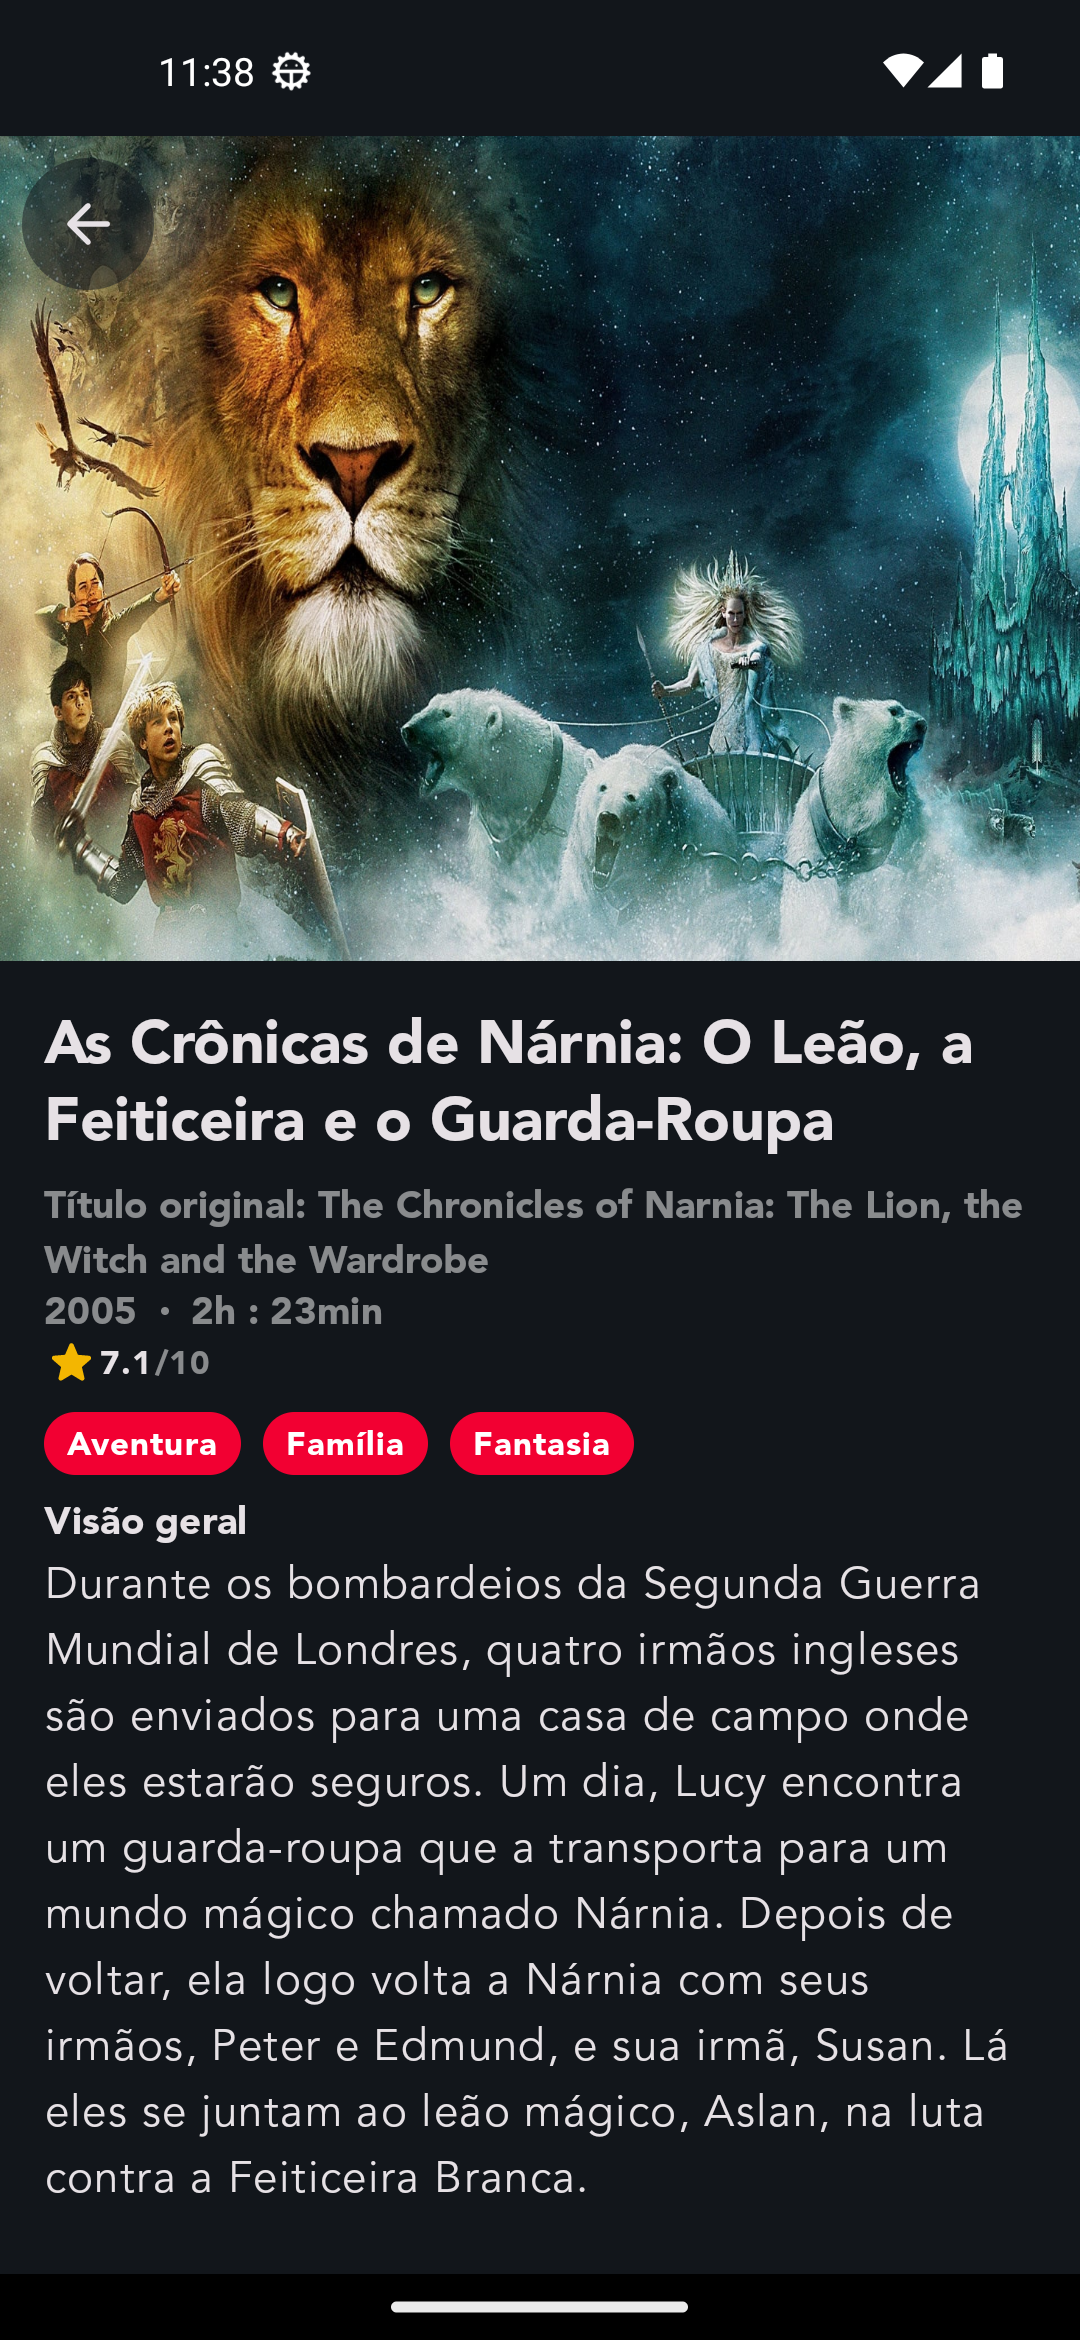 11:38
As Crônicas de Nárnia: O Leão, a
Feiticeira e o Guarda-Roupa
Título original: The Chronicles of Narnia: The Lion, the
Witch and the Wardrobe
2005 · 2h : 23min
7.1/10
Aventura Família Fantasia
Visão geral
Durante os bombardeios da Segunda Guerra
Mundial de Londres, quatro irmãos ingleses
são enviados para uma casa de campo onde
eles estarão seguros. Um dia, Lucy encontra
um guarda-roupa que a transporta para um
mundo mágico chamado Nárnia. Depois de
voltar, ela logo volta a Nárnia com seus
irmãos, Peter e Edmund, e sua irmã, Susan. Lá
eles se juntam ao leão mágico, Aslan, na luta
contra a Feiticeira Branca.